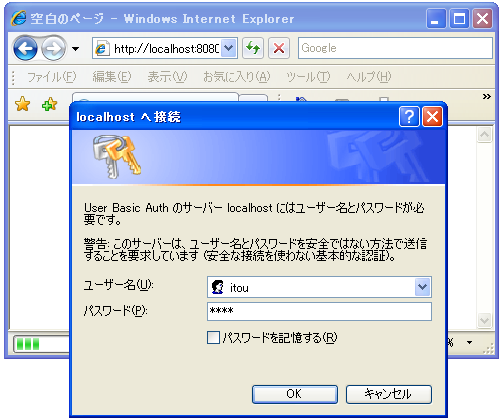 空白のページ - Windows Internet Explorer
http://localhost:8080
Google
ファイル(F) 編集(E) 表示(V) お気に入り(A) ツール(T) ヘルプ(H)
»
localhost へ接続
User Basic Auth のサーバー localhost にはユーザー名とパスワードが必
要です。
警告: このサーバーは、ユーザー名とパスワードを安全ではない方法で送信
することを要求しています (安全な接続を使わない基本的な認証)。
ユーザー名(U):
itou
パスワード(P):
****
パスワードを記憶する(R)
%
OK
キャンセル